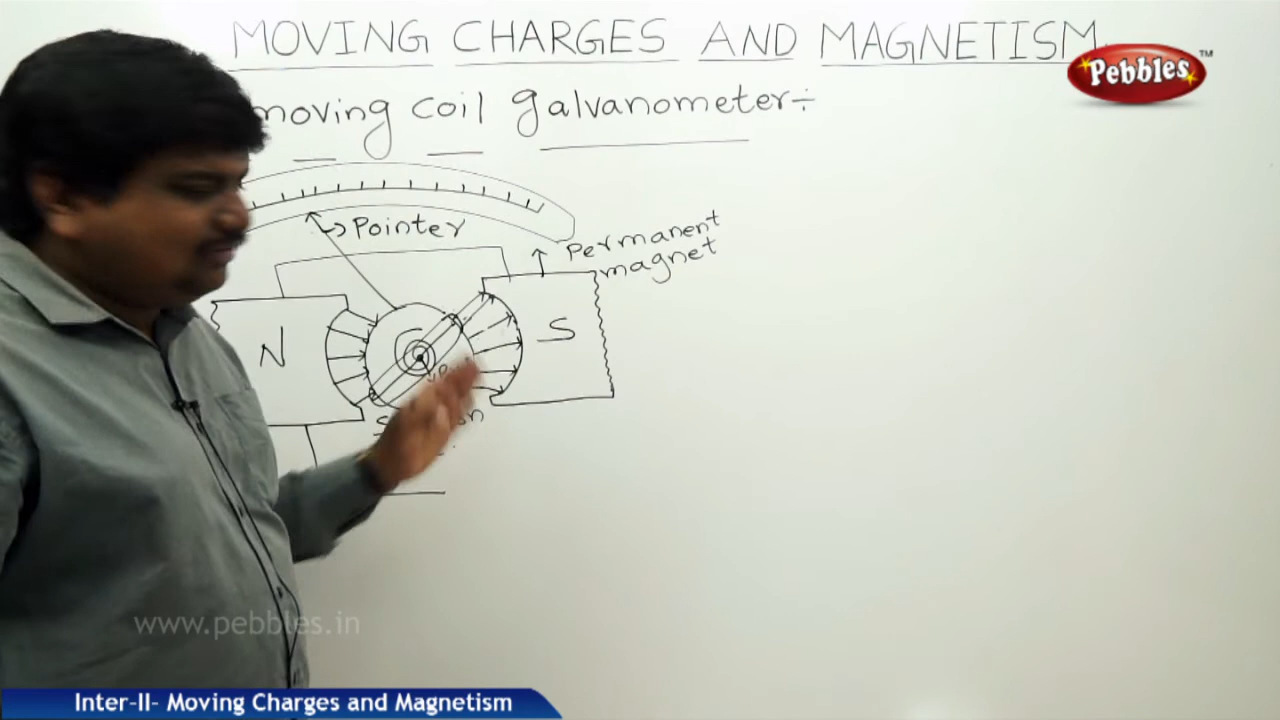 MOVING CHARGES AND MAGNETISM
Pebbles™
moving coil galvanometer÷
Pointer
Permanent
magnet
N
S
www.pebbles.in
Inter-II- Moving Charges and Magnetism